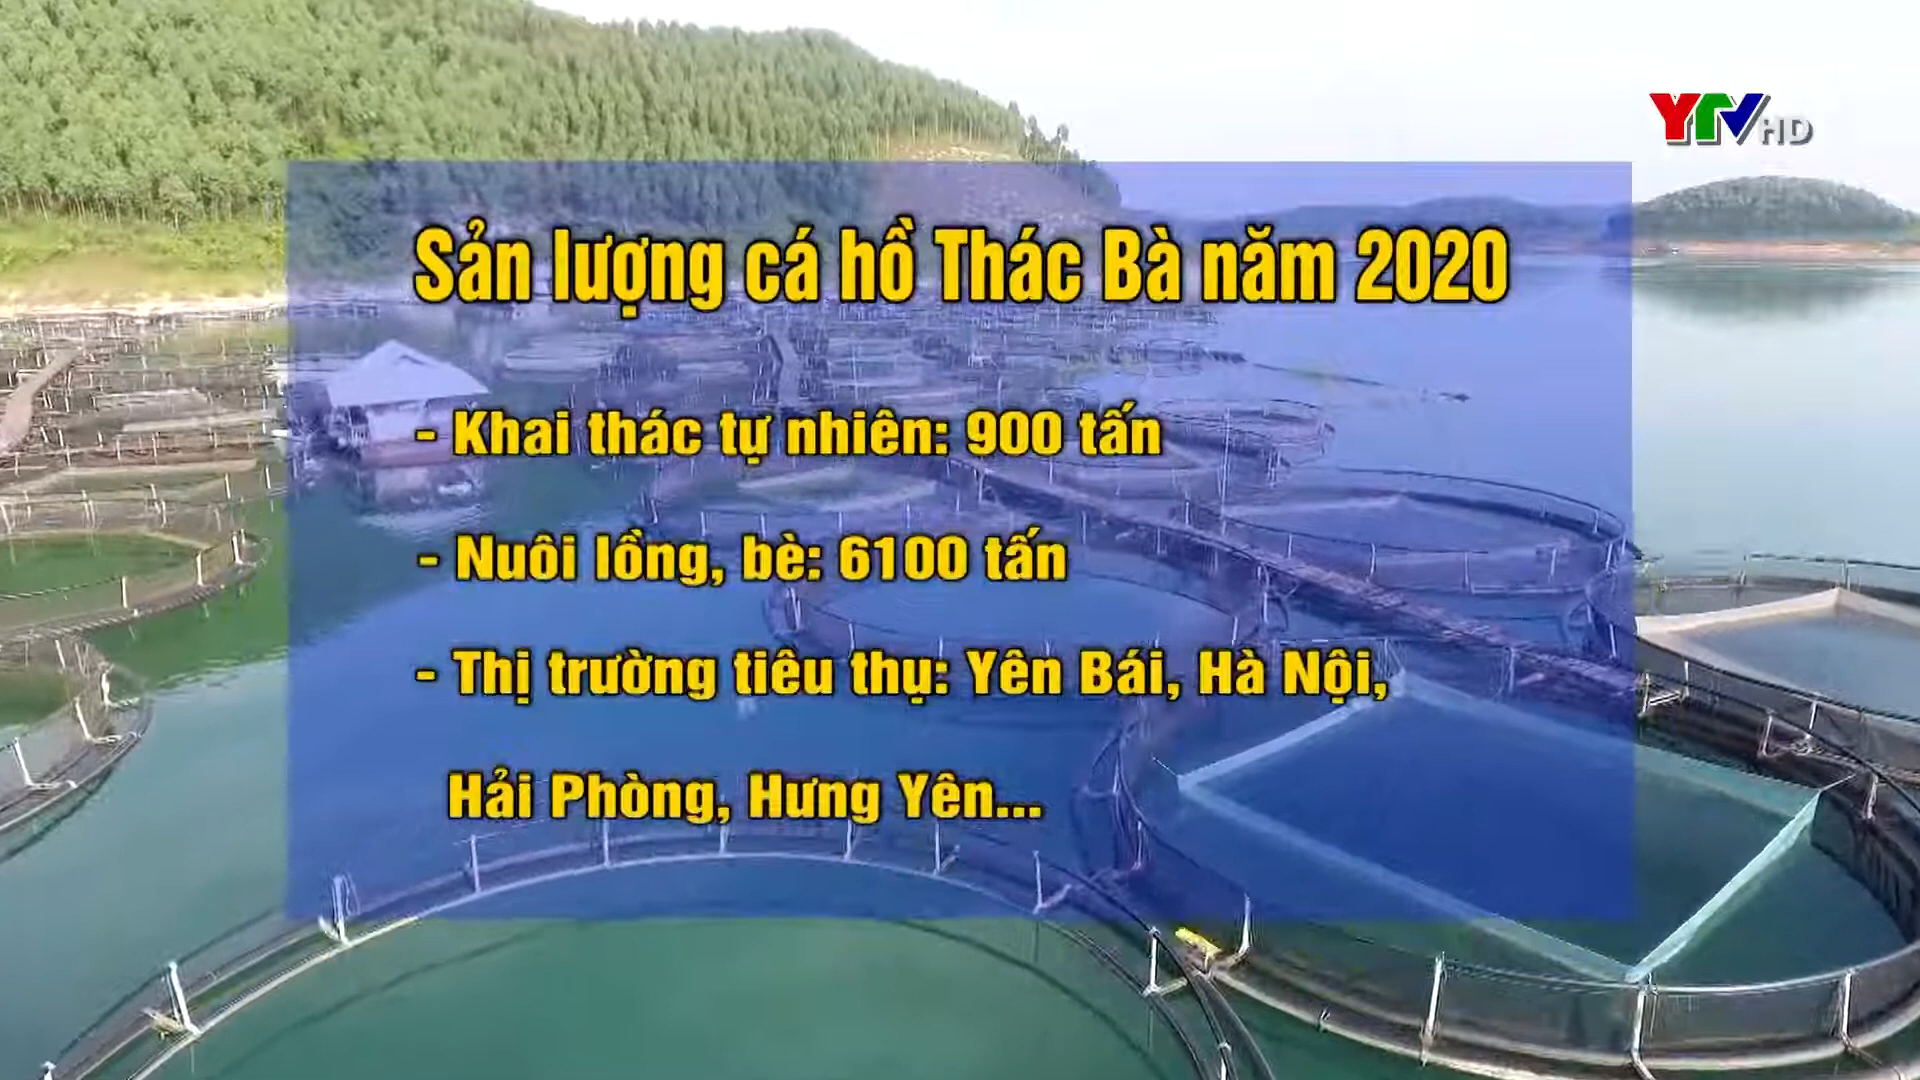 YTV HD
Sản lượng cá hồ Thác Bà năm 2020
- Khai thác tự nhiên: 900 tấn
- Nuôi lồng, bè: 6100 tấn
- Thị trường tiêu thụ: Yên Bái, Hà Nội,
Hải Phòng, Hưng Yên...